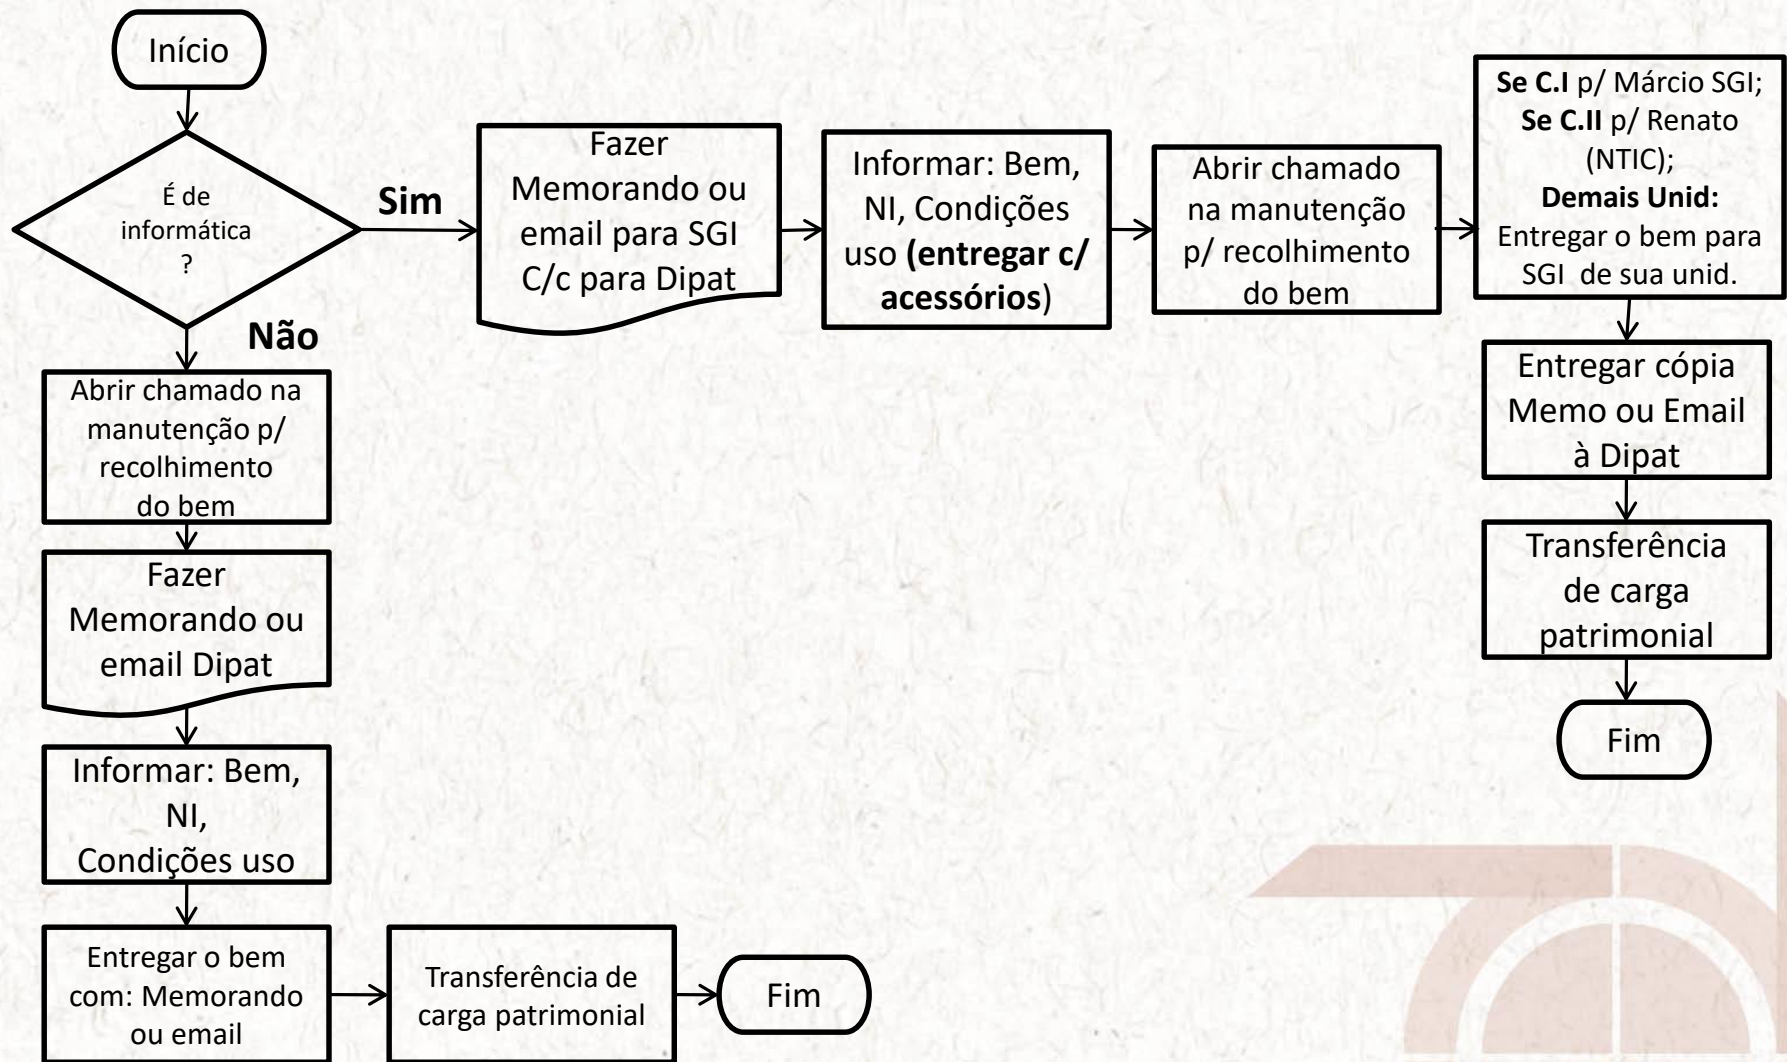 Início
É de
informática
?
Sim
Fazer
Memorando ou
email para SGI
C/c para Dipat
Informar: Bem,
NI, Condições
uso (entregar c/
acessórios)
Abrir chamado
na manutenção
p/ recolhimento
do bem
Se C.I p/ Márcio SGI;
Se C.II p/ Renato
(NTIC);
Demais Unid:
Entregar o bem para
SGI de sua unid.
Entregar cópia
Memo ou Email
à Dipat
Transferência
de carga
patrimonial
Fim
Não
Abrir chamado na
manutenção p/
recolhimento
do bem
Fazer
Memorando ou
email Dipat
Informar: Bem,
NI,
Condições uso
Entregar o bem
com: Memorando
ou email
Transferência de
carga patrimonial
Fim